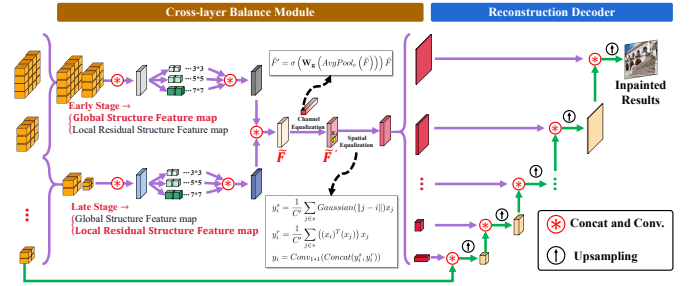 Cross-layer Balance Module
Reconstruction Decoder
F̃' = σ (W_g (AvgPool_c (F̃))) F̃
···3*3
···5*5
···7*7
Early Stage →
{Global Structure Feature map
Local Residual Structure Feature map
Channel
Equalization
F̃
F̃'
Spatial
Equalization
Inpainted
Results
···3*3
···5*5
···7*7
Late Stage →
{Global Structure Feature map
Local Residual Structure Feature map
y_i^s = 1/C' ∑_{j∈s} Gaussian(||j − i||)x_j
y_i^r = 1/C' ∑_{j∈v} ((x_i)^T (x_j)) x_j
y_i = Conv_{1*1}(Concat(y_i^s, y_i^r))
Concat and Conv.
Upsampling